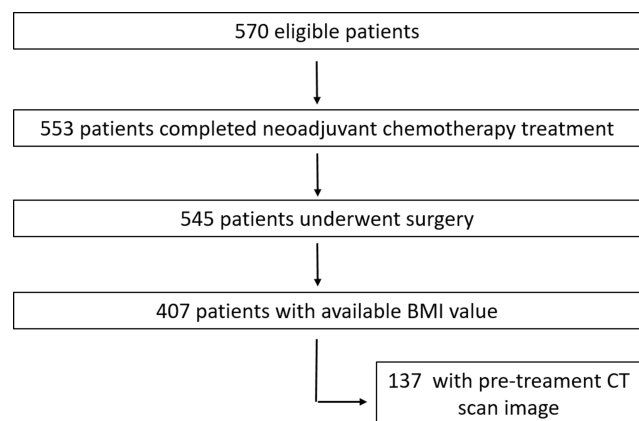 570 eligible patients
553 patients completed neoadjuvant chemotherapy treatment
545 patients underwent surgery
407 patients with available BMI value
137 with pre-treament CT
scan image